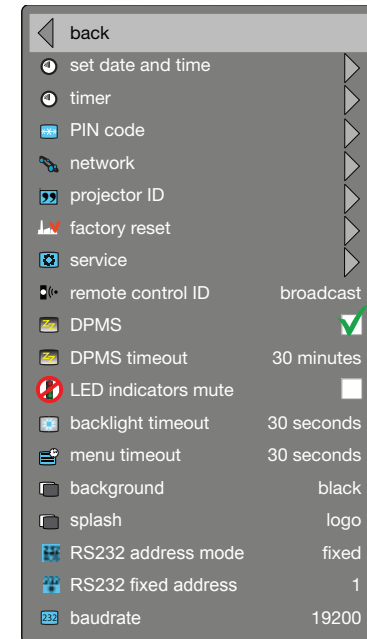 back
set date and time
timer
PIN code
network
projector ID
factory reset
service
remote control ID broadcast
DPMS
DPMS timeout 30 minutes
LED indicators mute
backlight timeout 30 seconds
menu timeout 30 seconds
background black
splash logo
RS232 address mode fixed
RS232 fixed address 1
232 baudrate 19200